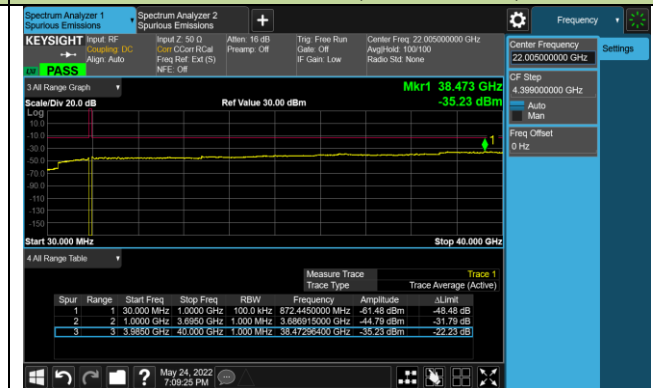 Spectrum Analyzer 1
Spurious Emissions
Spectrum Analyzer 2
Spurious Emissions
+
Frequency
KEYSIGHT
Input: RF
Coupling: DC
Align: Auto
Input Z: 50 Ω
Corr CCorr RCal
Freq Ref: Ext (S)
NFE: Off
Atten: 16 dB
Preamp: Off
Trig: Free Run
Gate: Off
IF Gain: Low
Center Freq: 22.005000000 GHz
Avg|Hold: 100/100
Radio Std: None
PASS
Center Frequency
22.005000000 GHz
Settings
CF Step
4.399000000 GHz
Auto
Man
Freq Offset
0 Hz
3 All Range Graph
Mkr1 38.473 GHz
Scale/Div 20.0 dB
Ref Value 30.00 dBm
-35.23 dBm
Log
10.0
-10.0
-30.0
-50.0
-70.0
-90.0
-110
-130
-150
1
Start 30.000 MHz
Stop 40.000 GHz
4 All Range Table
Measure Trace
Trace 1
Trace Type
Trace Average (Active)
Spur Range Start Freq Stop Freq RBW Frequency Amplitude ΔLimit
1 1 30.000 MHz 1.0000 GHz 100.0 kHz 872.4450000 MHz -61.48 dBm -48.48 dB
2 2 1.0000 GHz 3.6950 GHz 1.000 MHz 3.686915000 GHz -44.79 dBm -31.79 dB
3 3 3.9850 GHz 40.000 GHz 1.000 MHz 38.47296400 GHz -35.23 dBm -22.23 dB
?
May 24, 2022
7:09:25 PM